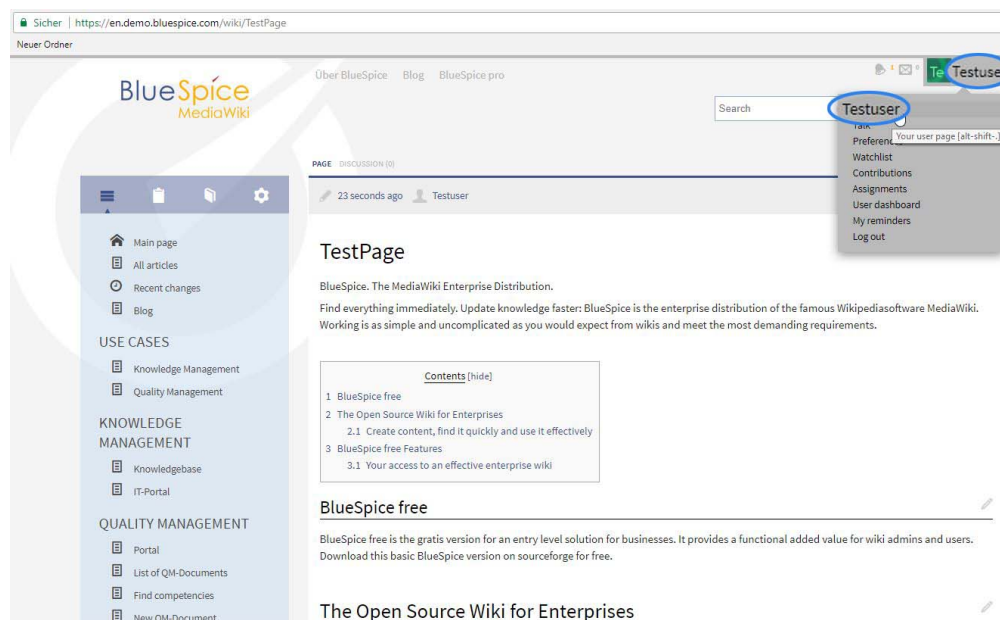 Sicher | https://en.demo.bluespice.com/wiki/TestPage
Neuer Ordner
BlueSpice
MediaWiki
Über BlueSpice Blog BlueSpice pro
1 0 Te Testuse
Search
Testuser
Talk
Preferences
Your user page [alt-shift-.]
Watchlist
Contributions
Assignments
User dashboard
My reminders
Log out
PAGE DISCUSSION (0)
23 seconds ago Testuser
Main page
All articles
Recent changes
Blog
USE CASES
Knowledge Management
Quality Management
KNOWLEDGE
MANAGEMENT
Knowledgebase
IT-Portal
QUALITY MANAGEMENT
Portal
List of QM-Documents
Find competencies
New QM-Document
TestPage
BlueSpice. The MediaWiki Enterprise Distribution.
Find everything immediately. Update knowledge faster: BlueSpice is the enterprise distribution of the famous Wikipediasoftware MediaWiki.
Working is as simple and uncomplicated as you would expect from wikis and meet the most demanding requirements.
Contents [hide]
1 BlueSpice free
2 The Open Source Wiki for Enterprises
2.1 Create content, find it quickly and use it effectively
3 BlueSpice free Features
3.1 Your access to an effective enterprise wiki
BlueSpice free
BlueSpice free is the gratis version for an entry level solution for businesses. It provides a functional added value for wiki admins and users.
Download this basic BlueSpice version on sourceforge for free.
The Open Source Wiki for Enterprises